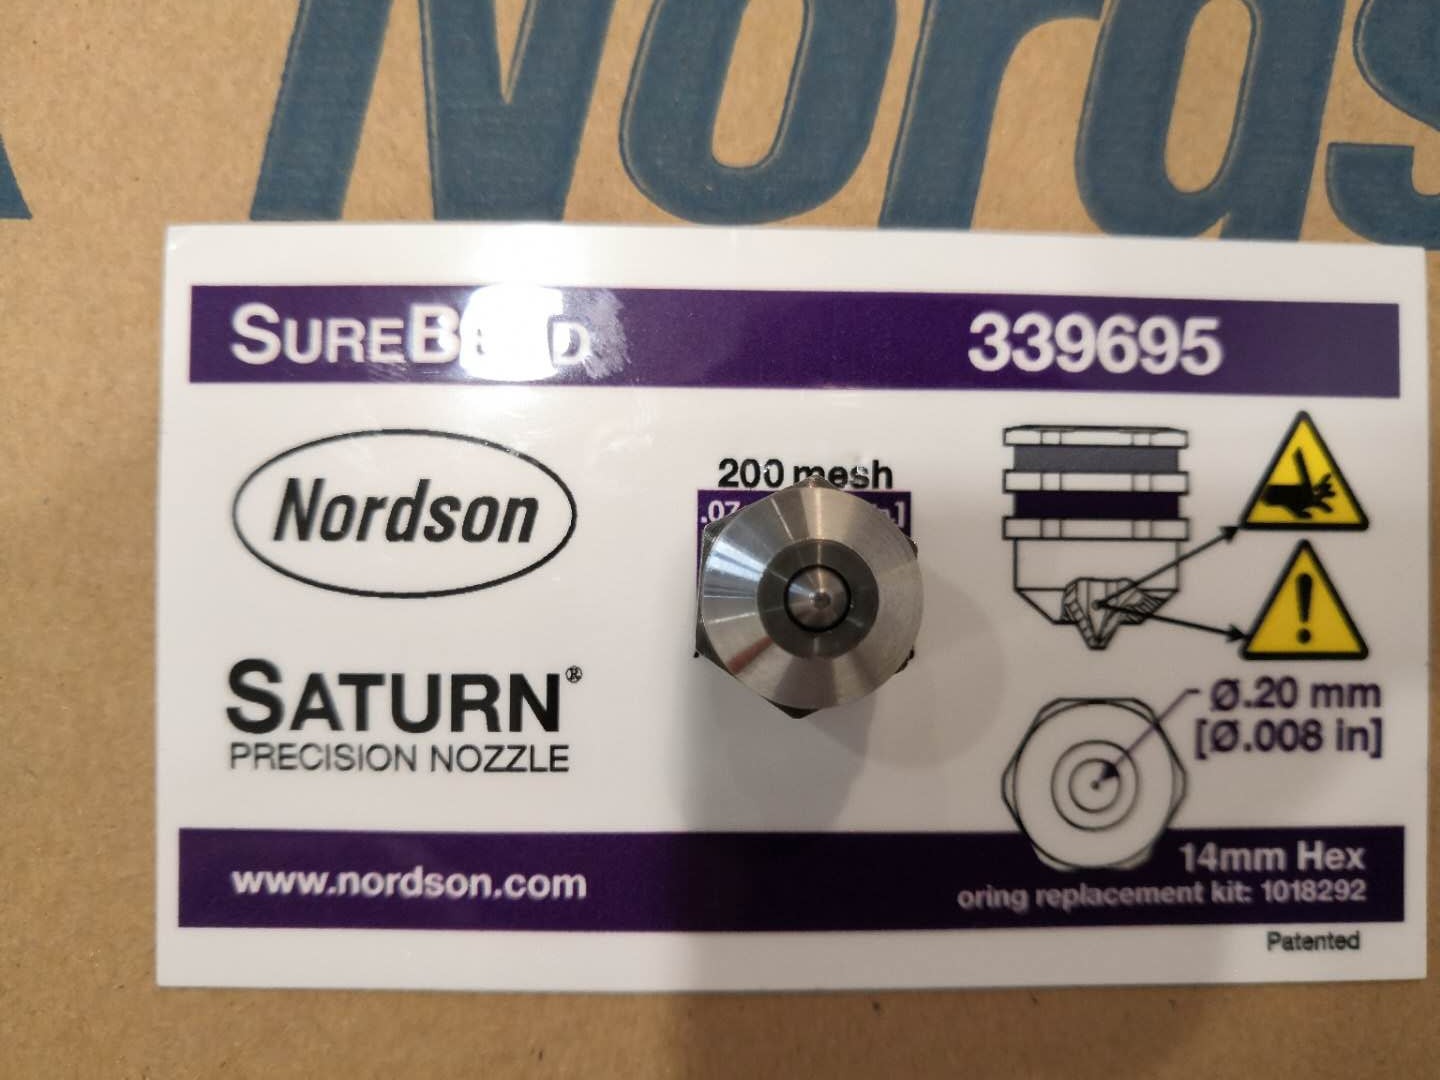 Nordson
SUREB
339695
Nordson
200 mesh
SATURN®
PRECISION NOZZLE
Ø.20 mm
[Ø.008 in]
www.nordson.com
14mm Hex
oring replacement kit: 1018292
Patented